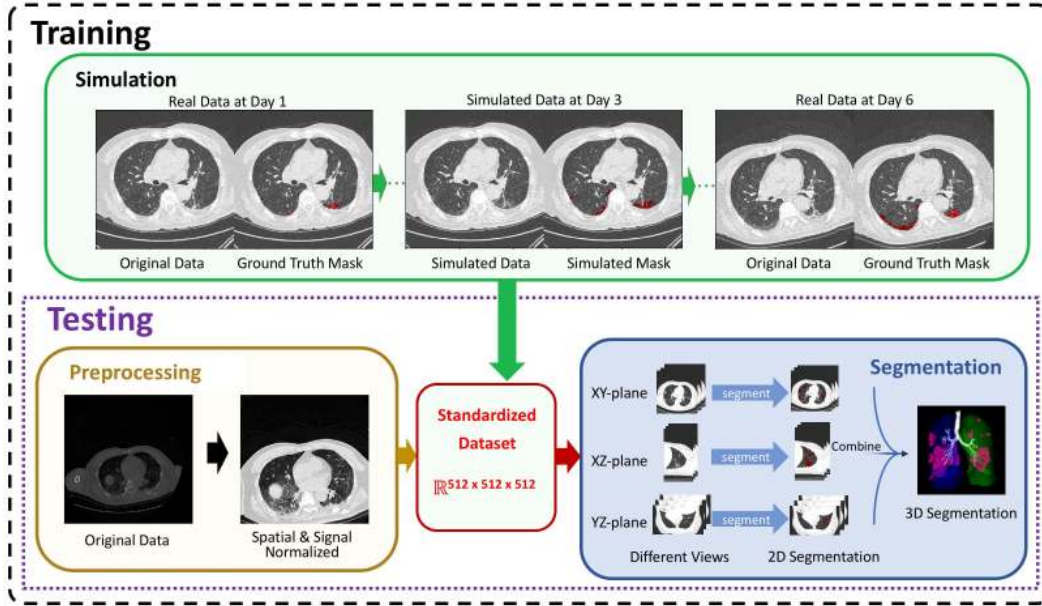 Training
Simulation
Real Data at Day 1
Simulated Data at Day 3
Real Data at Day 6
Original Data
Ground Truth Mask
Simulated Data
Simulated Mask
Original Data
Ground Truth Mask
Testing
Preprocessing
Original Data
Spatial & Signal
Normalized
Standardized
Dataset
ℝ512 x 512 x 512
Segmentation
XY-plane
segment
XZ-plane
segment
YZ-plane
segment
Combine
Different Views
2D Segmentation
3D Segmentation